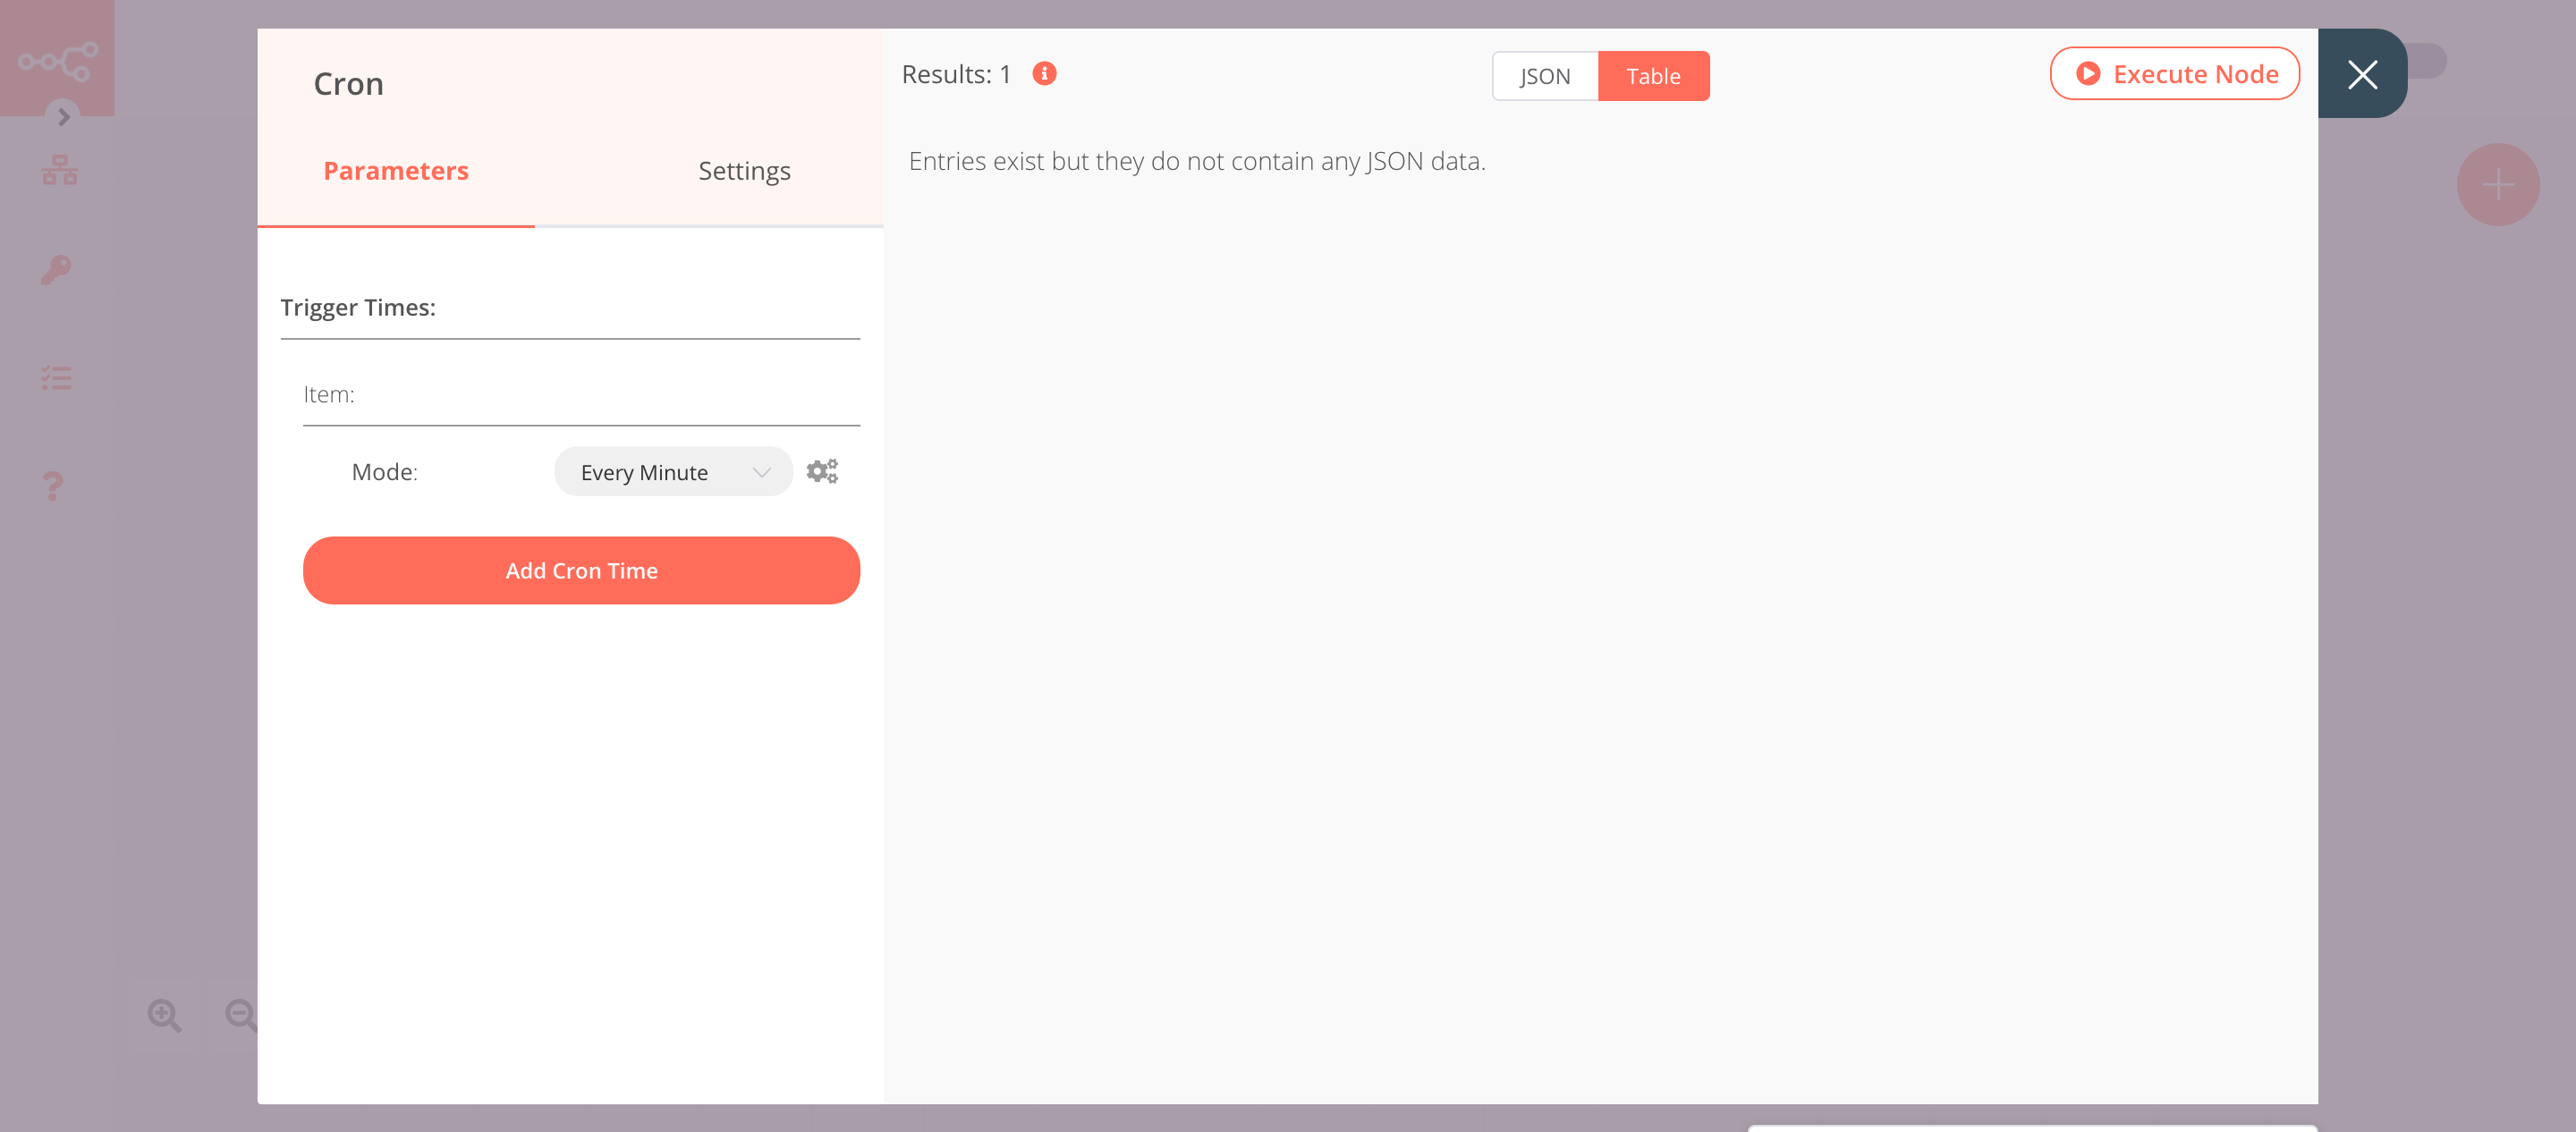 Cron
Parameters
Settings
Trigger Times:
Item:
Mode:
Every Minute
Add Cron Time
Results: 1
JSON
Table
Execute Node
Entries exist but they do not contain any JSON data.